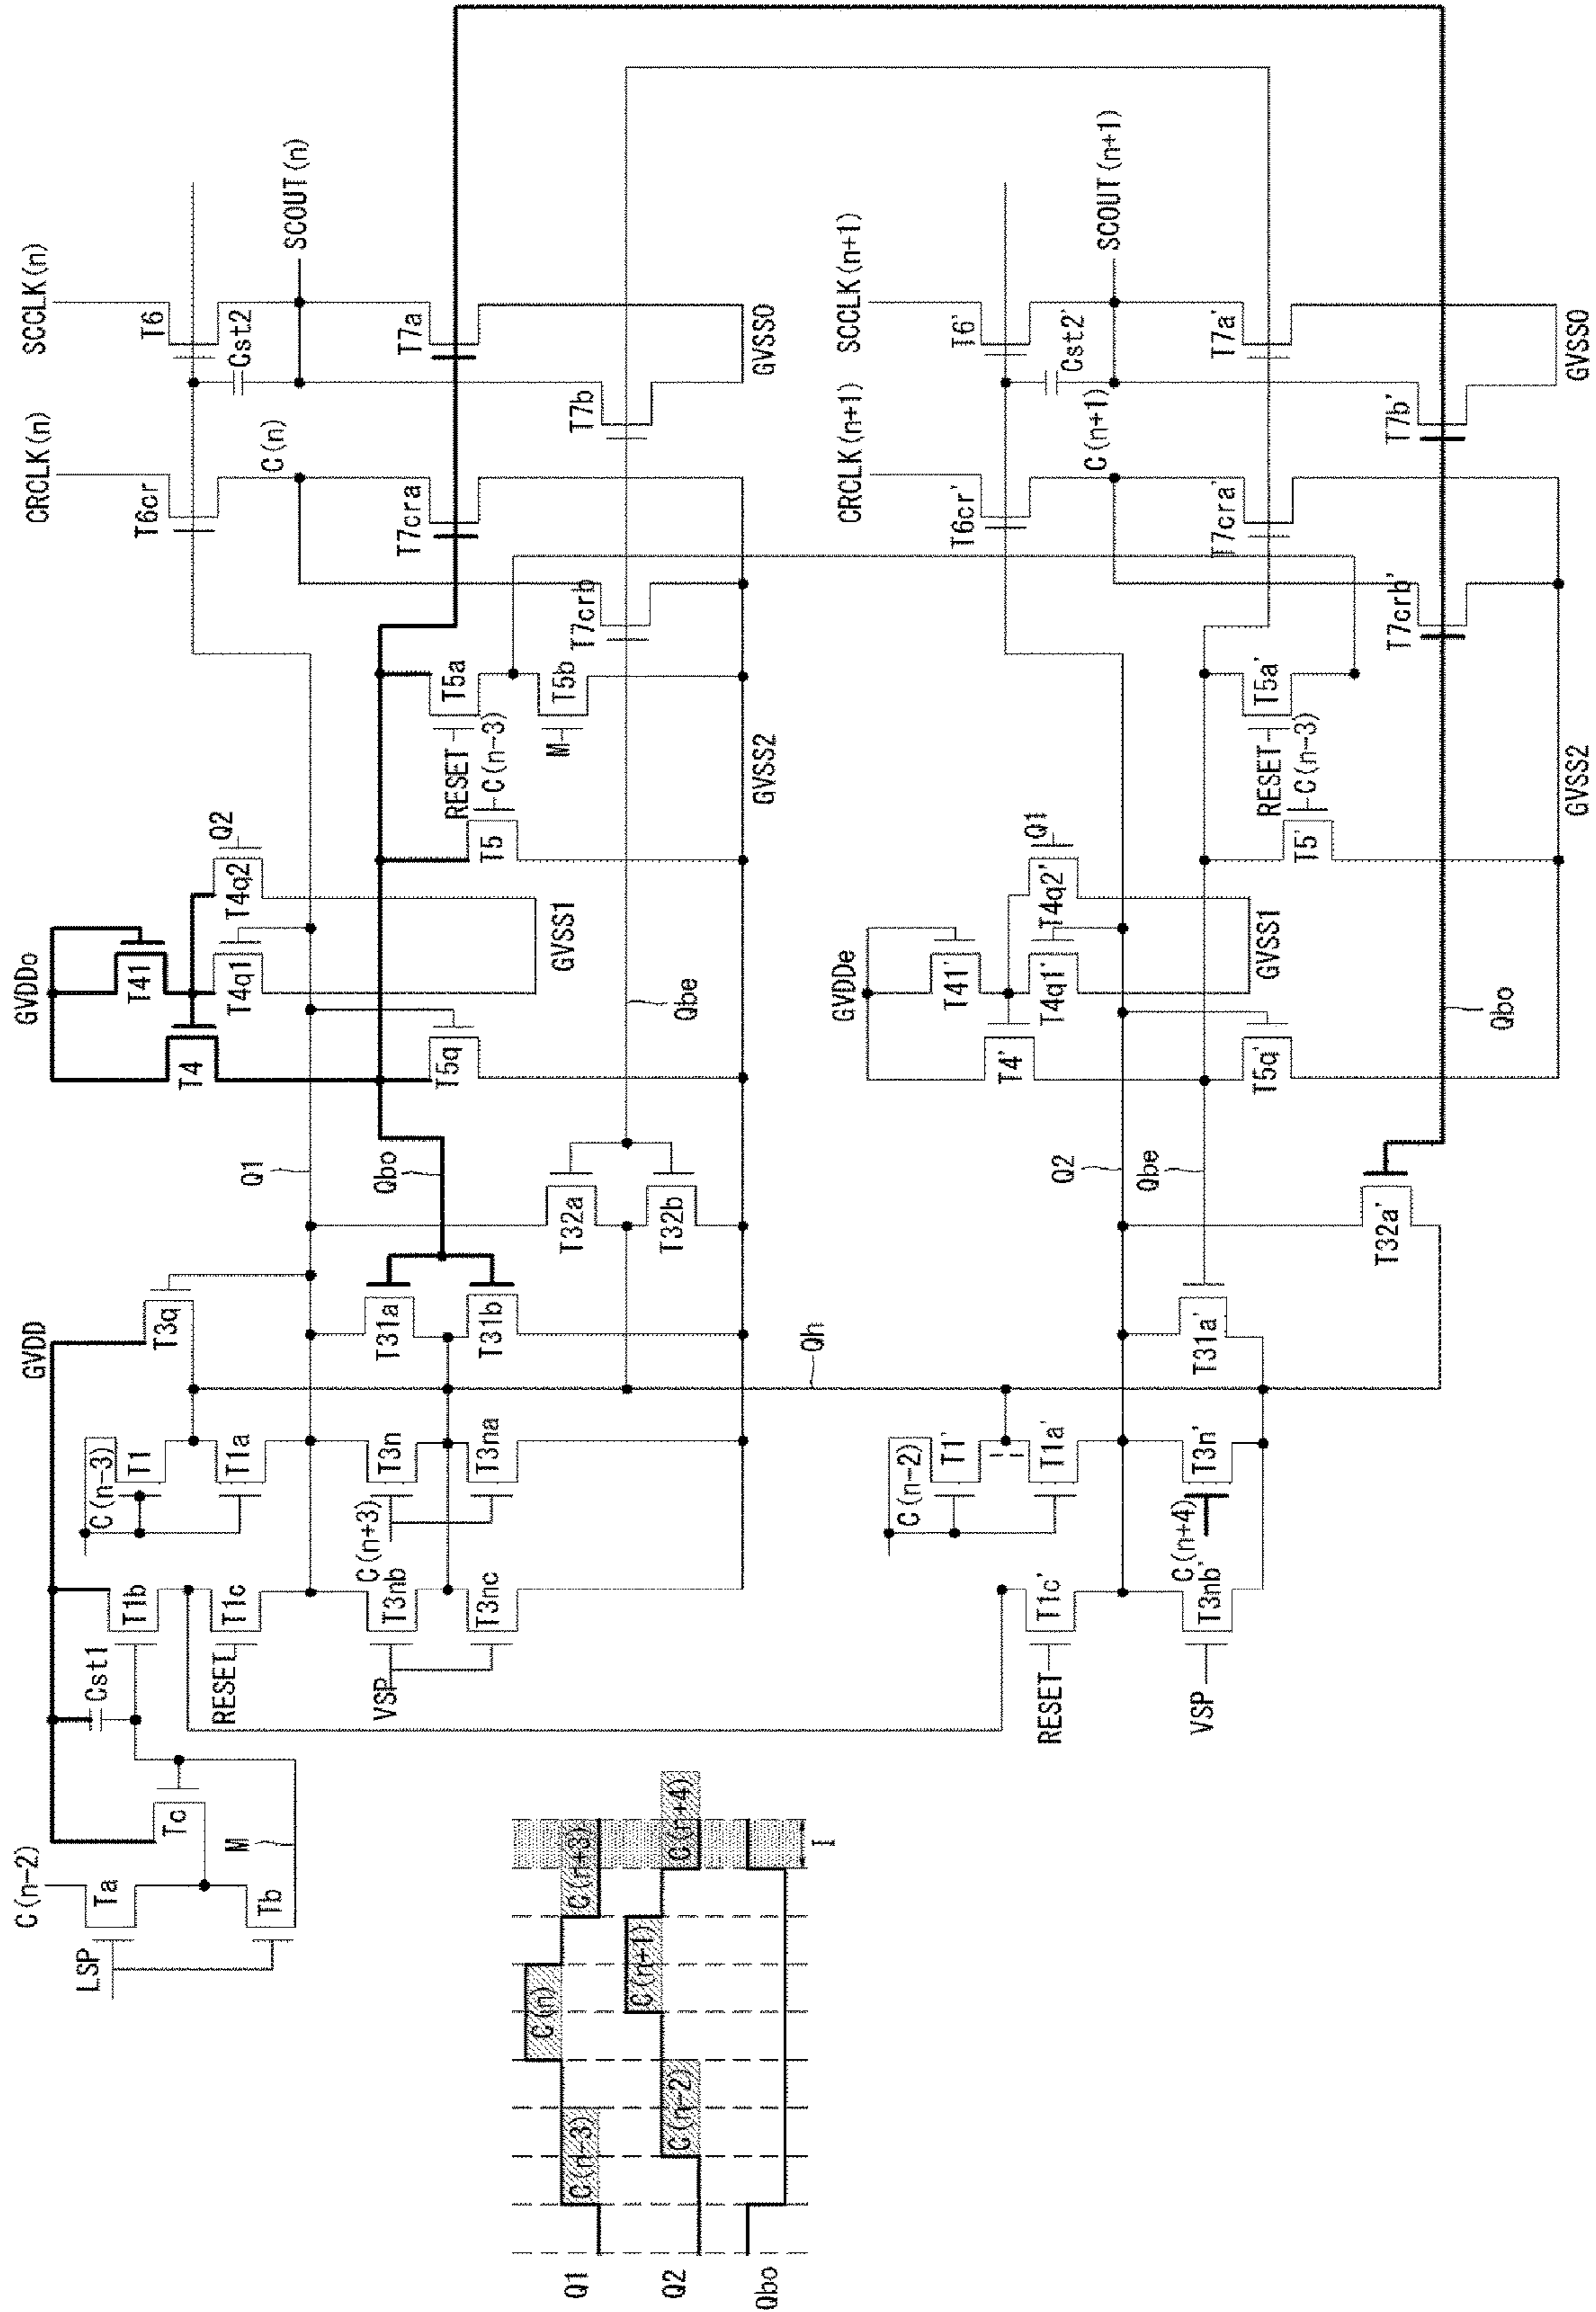 SCCLK(n)
T6
Cst2
SCOUT(n)
T7a
T7b
GVSS0
CRCLK(n)
T6cr
C(n)
T7cra
T7crb
GVSS2
T5a
T5b
RESET
C(n-3)
M
T5
GVDDo
T41
T4
T4q1
T4q2
Q2
GVSS1
T5q
Qbe
Q1
Qbo
T32a
T32b
GVDD
T3q
T31a
T31b
Qh
C(n-3)
T1
T1a
T3n
T3na
C(n+3)
T1b
T1c
RESET
T3nb
T3nc
VSP
Cst1
C(n-2)
Ta
Tb
Tc
M
LSP
SCCLK(n+1)
T6'
Cst2'
SCOUT(n+1)
T7a'
T7b'
GVSS0
CRCLK(n+1)
T6cr'
C(n+1)
T7cra'
T7crb'
GVSS2
T5a'
RESET
C(n-3)
T5'
GVDDe
T41'
T4'
T4q1'
T4q2'
Q1
GVSS1
T5q'
Qbo
Q2
Qbe
T32a'
T31a'
C(n-2)
T1'
T1a'
T3n'
C(n+4)
T1c'
RESET
T3nb'
VSP
Q1
C(n-3)
C(n)
C(n+3)
Q2
C(n-2)
C(n+1)
C(n+4)
Qbo
I